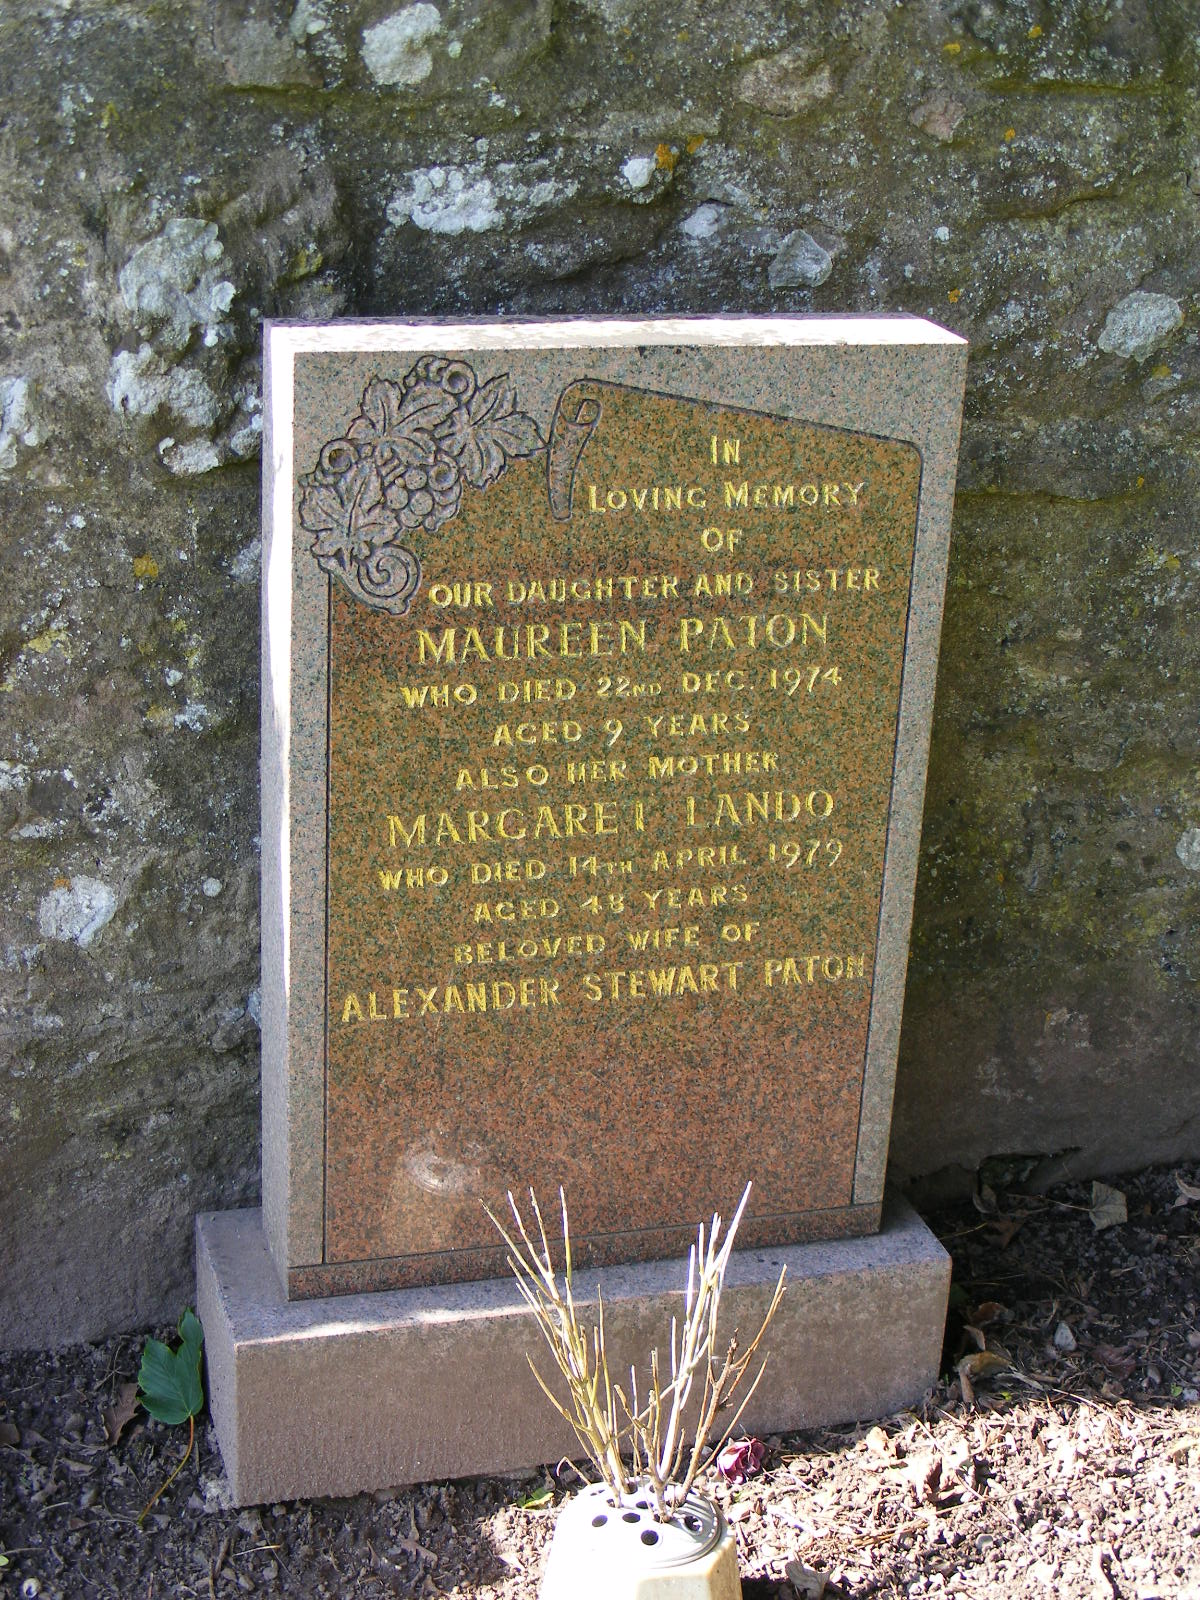 IN
LOVING MEMORY
OF
OUR DAUGHTER AND SISTER
MAUREEN PATON
WHO DIED 22ND DEC. 1974
AGED 9 YEARS
ALSO HER MOTHER
MARGARET LANDO
WHO DIED 14TH APRIL 1979
AGED 48 YEARS
BELOVED WIFE OF
ALEXANDER STEWART PATON